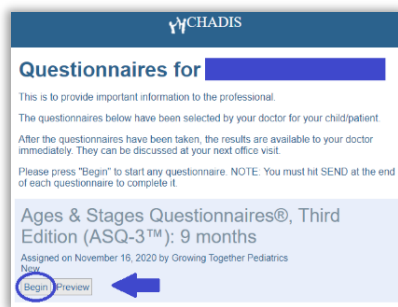 CHADIS
Questionnaires for
This is to provide important information to the professional.
The questionnaires below have been selected by your doctor for your child/patient
After the questionnaires have been taken, the results are available to your doctor
immediately. They can be discussed at your next office visit.
Please press "Begin" to start any questionnaire. NOTE: You must hit SEND at the end
of each questionnaire to complete it.
Ages & Stages Questionnaires®, Third
Edition (ASQ-3™): 9 months
Assigned on November 16, 2020 by Growing Together Pediatrics
New
Begin Preview